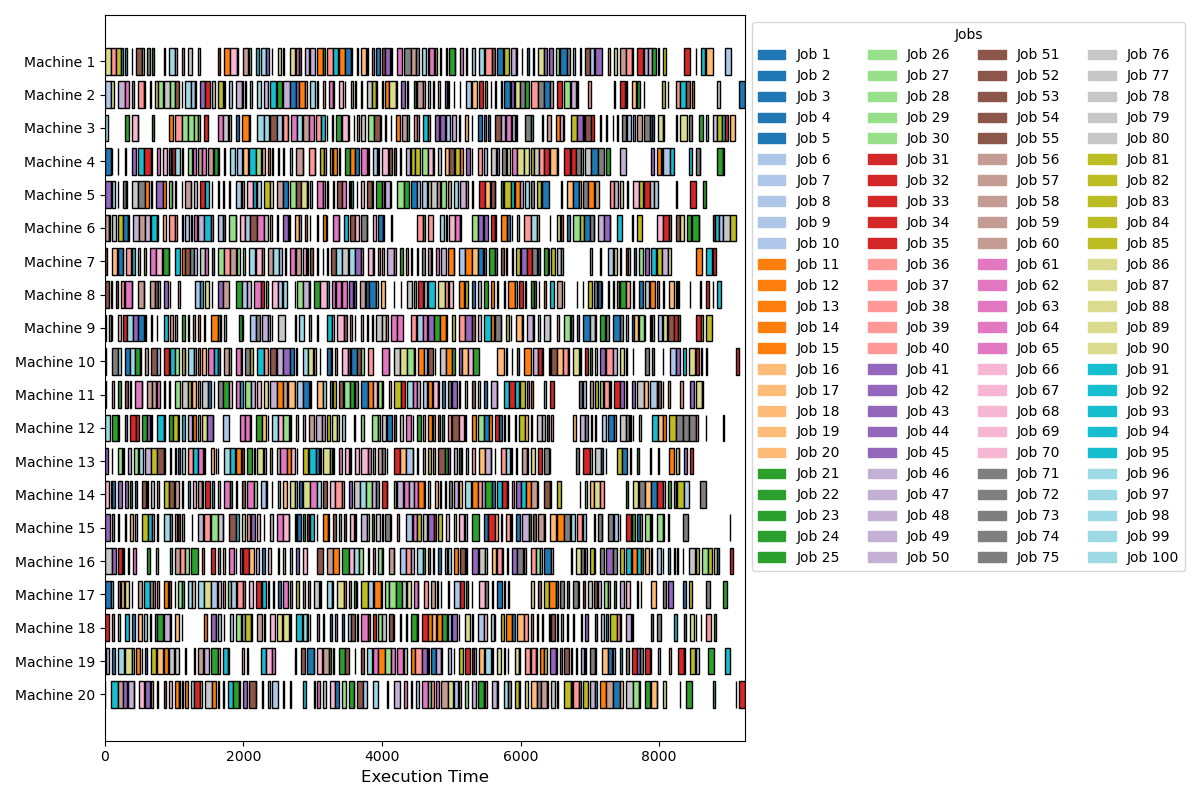 Jobs
Machine 1
Machine 2
Machine 3
Machine 4
Machine 5
Machine 6
Machine 7
Machine 8
Machine 9
Machine 10
Machine 11
Machine 12
Machine 13
Machine 14
Machine 15
Machine 16
Machine 17
Machine 18
Machine 19
Machine 20
0 2000 4000 6000 8000
Execution Time
Job 1 Job 26 Job 51 Job 76
Job 2 Job 27 Job 52 Job 77
Job 3 Job 28 Job 53 Job 78
Job 4 Job 29 Job 54 Job 79
Job 5 Job 30 Job 55 Job 80
Job 6 Job 31 Job 56 Job 81
Job 7 Job 32 Job 57 Job 82
Job 8 Job 33 Job 58 Job 83
Job 9 Job 34 Job 59 Job 84
Job 10 Job 35 Job 60 Job 85
Job 11 Job 36 Job 61 Job 86
Job 12 Job 37 Job 62 Job 87
Job 13 Job 38 Job 63 Job 88
Job 14 Job 39 Job 64 Job 89
Job 15 Job 40 Job 65 Job 90
Job 16 Job 41 Job 66 Job 91
Job 17 Job 42 Job 67 Job 92
Job 18 Job 43 Job 68 Job 93
Job 19 Job 44 Job 69 Job 94
Job 20 Job 45 Job 70 Job 95
Job 21 Job 46 Job 71 Job 96
Job 22 Job 47 Job 72 Job 97
Job 23 Job 48 Job 73 Job 98
Job 24 Job 49 Job 74 Job 99
Job 25 Job 50 Job 75 Job 100